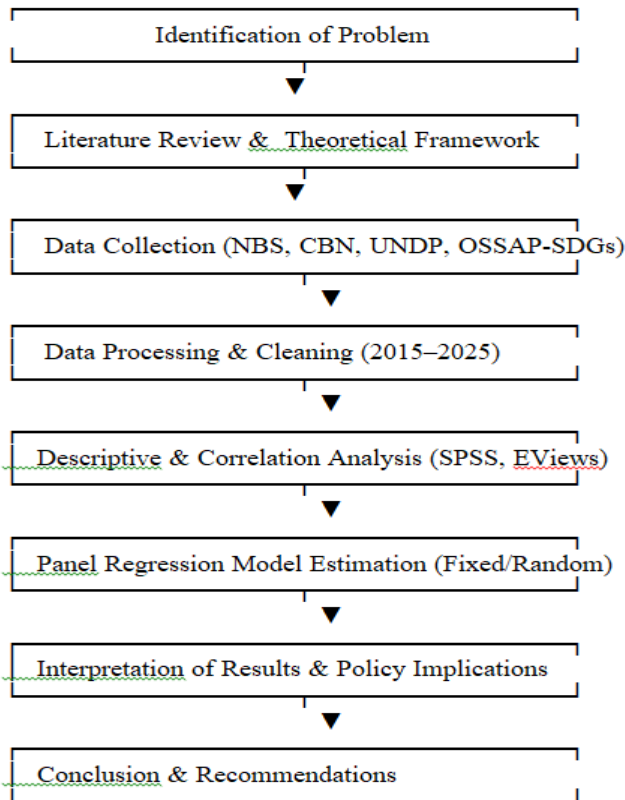 Identification of Problem
Literature Review & Theoretical Framework
Data Collection (NBS, CBN, UNDP, OSSAP-SDGs)
Data Processing & Cleaning (2015–2025)
Descriptive & Correlation Analysis (SPSS, EViews)
Panel Regression Model Estimation (Fixed/Random)
Interpretation of Results & Policy Implications
Conclusion & Recommendations